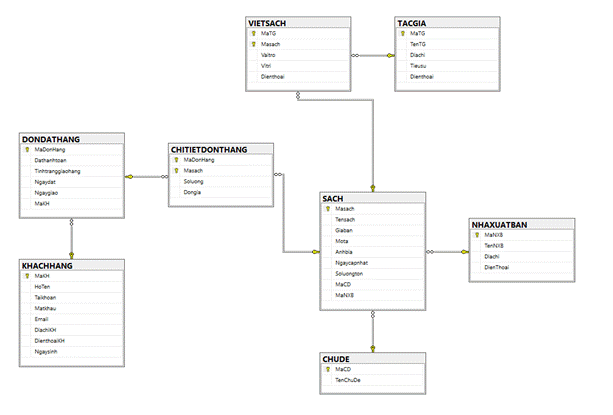 VIETSACH
MaTG
Masach
Vaitro
Vitri
Dienthoai
TACGIA
MaTG
TenTG
Diachi
Tieusu
Dienthoai
DONDATHANG
MaDonHang
Dathanhtoan
Tinhtranggiaohang
Ngaydat
Ngaygiao
MaKH
CHITIETDONTHANG
MaDonHang
Masach
Soluong
Dongia
SACH
Masach
Tensach
Giaban
Mota
Anhbia
Ngaycapnhat
Soluongton
MaCD
MaNXB
NHAXUATBAN
MaNXB
TenNXB
Diachi
DienThoai
KHACHHANG
MaKH
HoTen
Taikhoan
Matkhau
Email
DiachiKH
DienthoaiKH
Ngaysinh
CHUDE
MaCD
TenChuDe